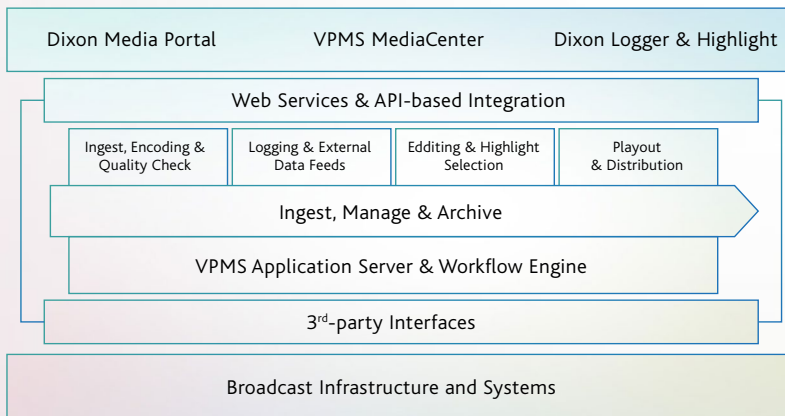 Dixon Media Portal VPMS MediaCenter Dixon Logger & Highlight
Web Services & API-based Integration
Ingest, Encoding &
Quality Check
Logging & External
Data Feeds
Edditing & Highlight
Selection
Playout
& Distribution
Ingest, Manage & Archive
VPMS Application Server & Workflow Engine
3rd-party Interfaces
Broadcast Infrastructure and Systems